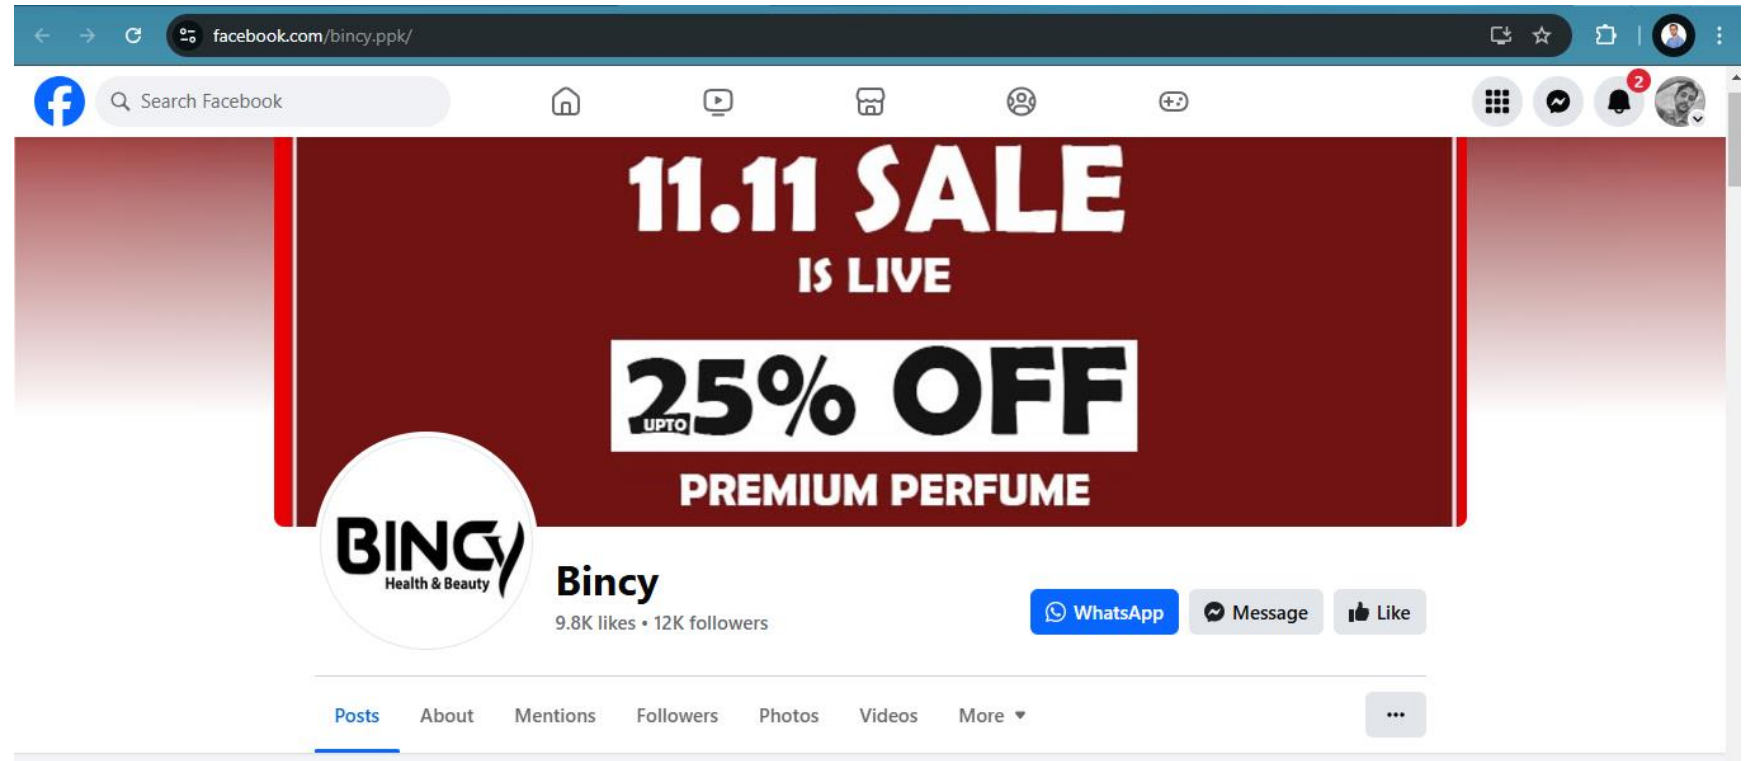 facebook.com/bincy.ppk/
Search Facebook
2
11.11 SALE
IS LIVE
25% OFF
UPTO
PREMIUM PERFUME
BINCY
Health & Beauty
Bincy
9.8K likes • 12K followers
WhatsApp
Message
Like
Posts
About
Mentions
Followers
Photos
Videos
More